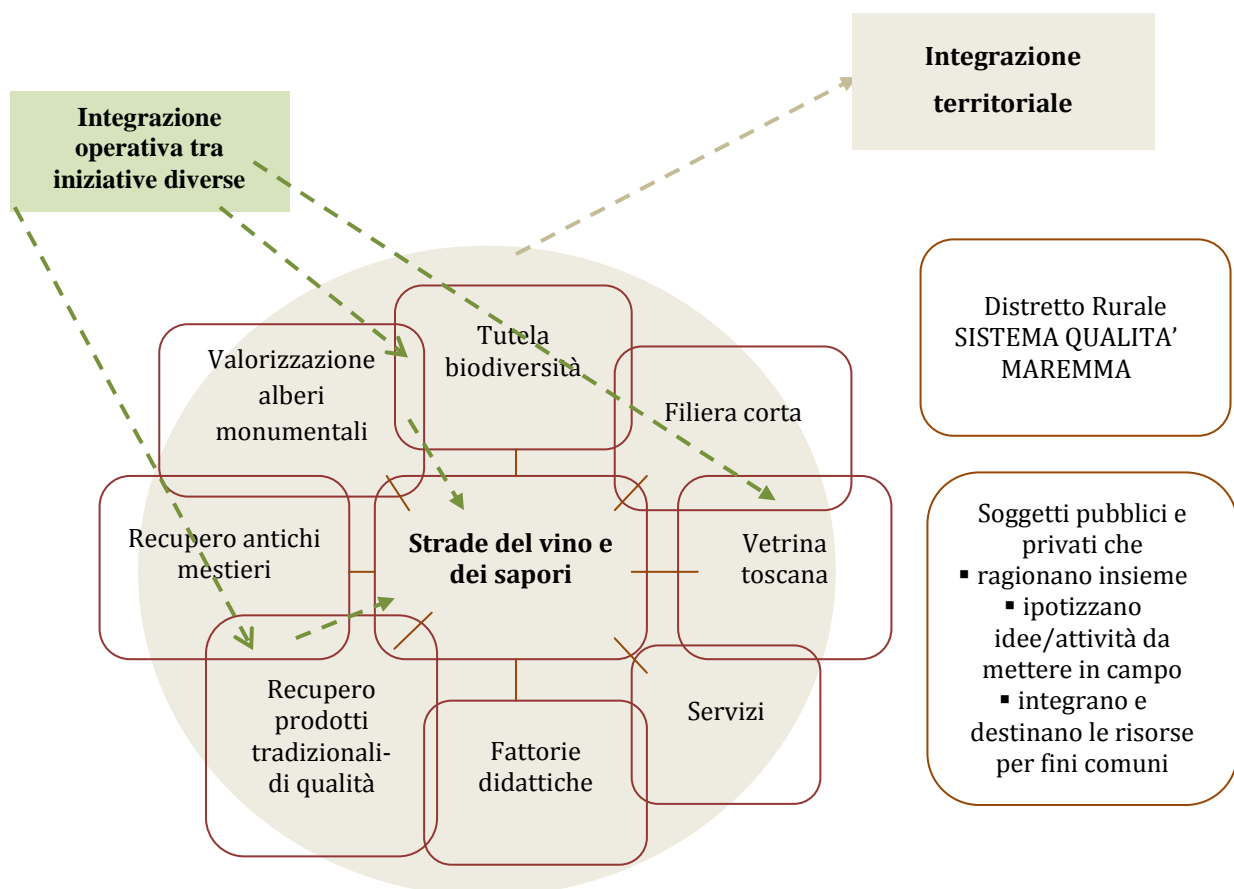 Integrazione
territoriale
Integrazione
operativa tra
iniziative diverse
Tutela
biodiversità
Valorizzazione
alberi
monumentali
Filiera corta
Distretto Rurale
SISTEMA QUALITA’
MAREMMA
Recupero antichi
mestieri
Strade del vino e
dei sapori
Vetrina
toscana
Soggetti pubblici e
privati che
▪ ragionano insieme
▪ ipotizzano
idee/attività da
mettere in campo
▪ integrano e
destinano le risorse
per fini comuni
Recupero
prodotti
tradizionali-
di qualità
Fattorie
didattiche
Servizi